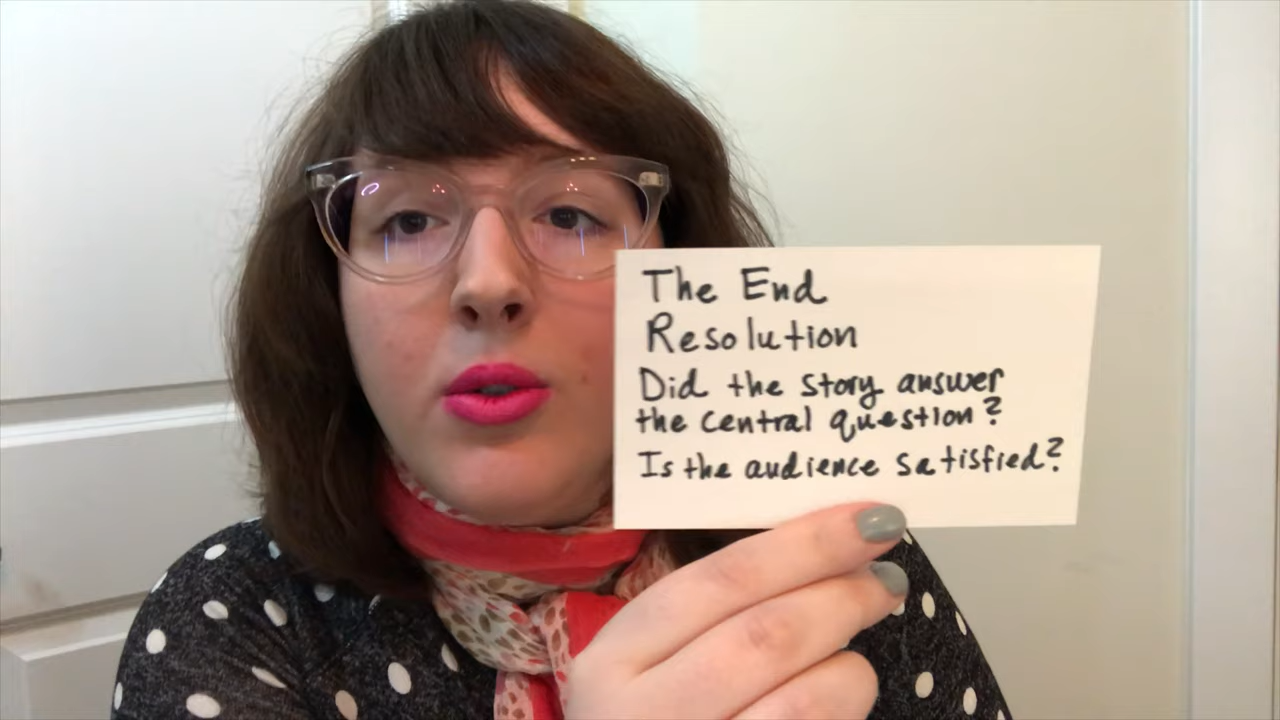 The End
Resolution
Did the story answer
the central question?
Is the audience satisfied?